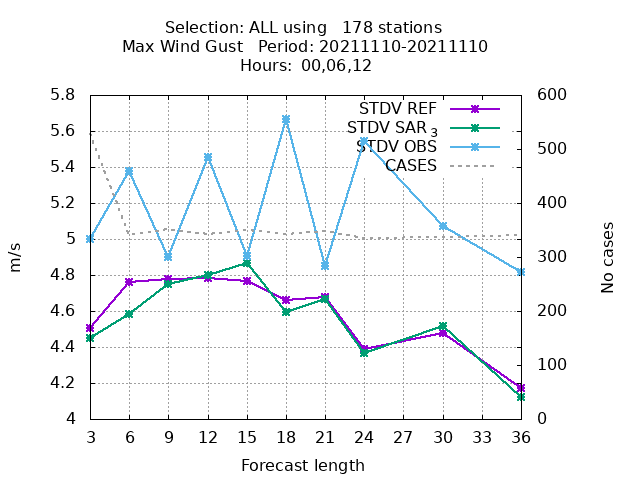 Selection: ALL using   178 stations
Max Wind Gust   Period: 20211110-20211110
Hours:  00,06,12
5.8
5.6
5.4
5.2
5
4.8
4.6
4.4
4.2
4
m/s
600
500
400
300
200
100
0
No cases
STDV REF
STDV SAR 3
STDV OBS
CASES
3 6 9 12 15 18 21 24 27 30 33 36
Forecast length